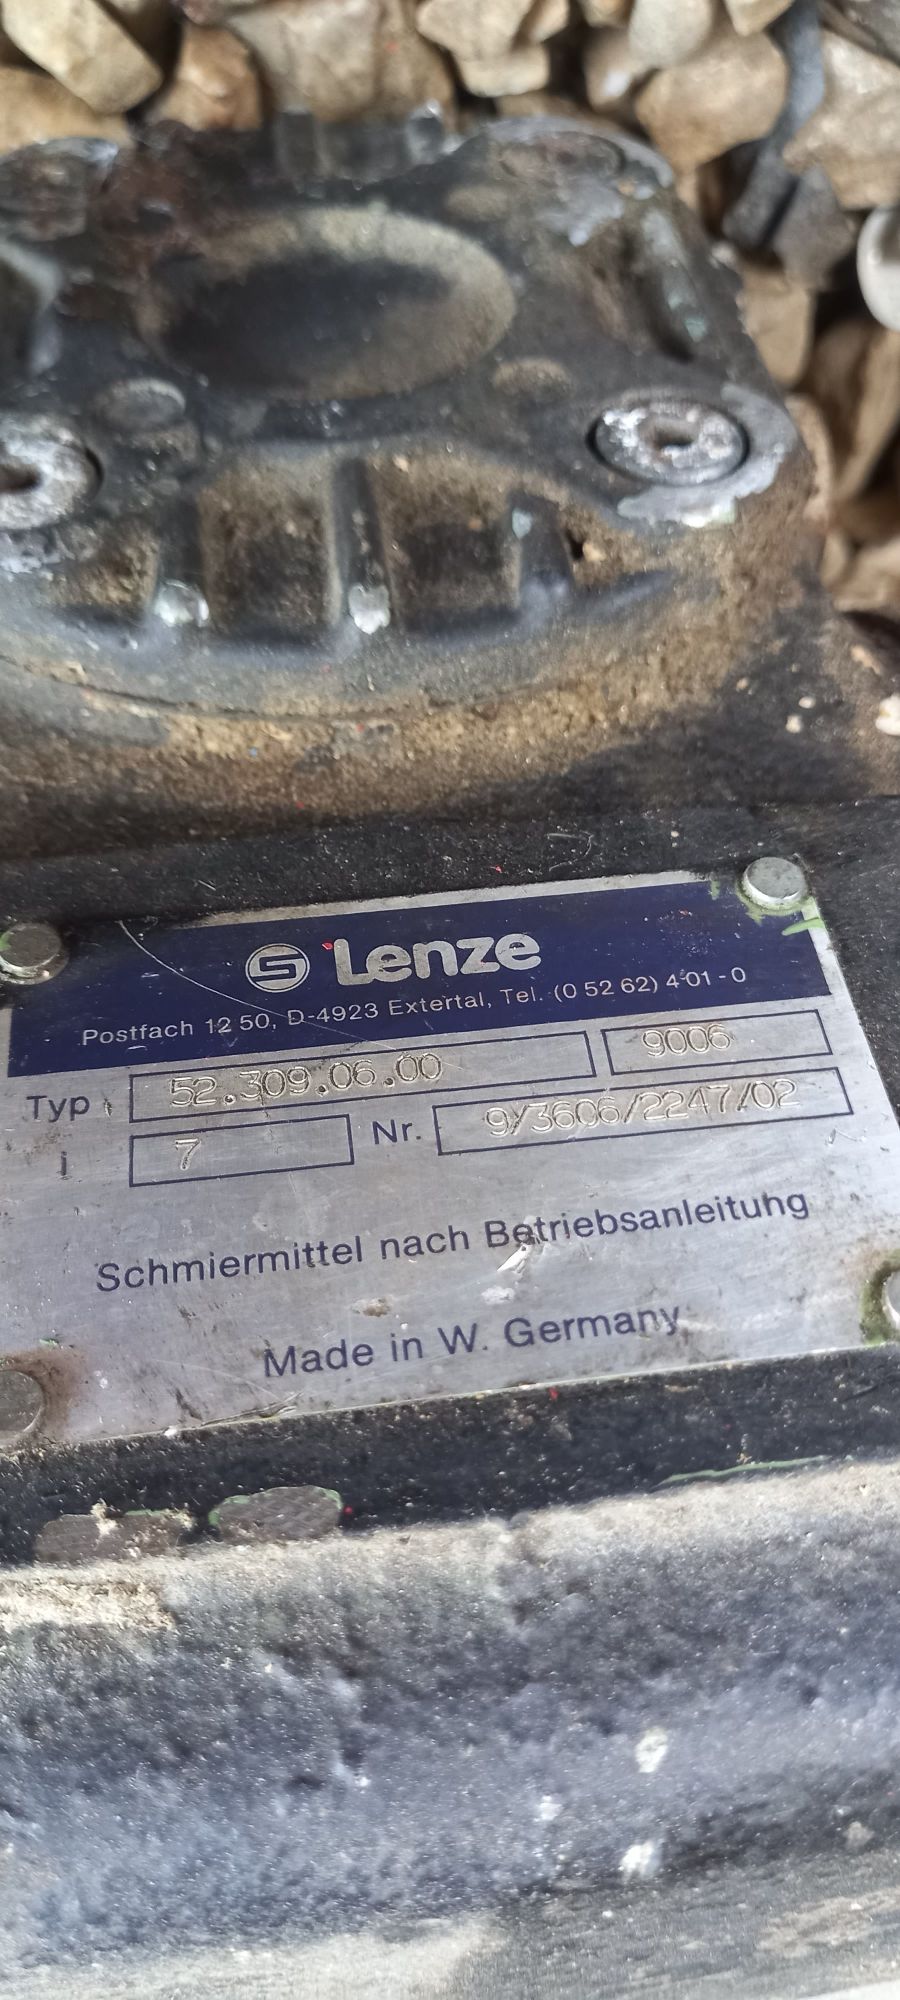 Lenze
Postfach 12 50, D-4923 Extertal, Tel. (0 52 62) 4 01 - 0
Typ 52.309.06.00 9006
i 7 Nr. 9/3606/2247/02
Schmiermittel nach Betriebsanleitung
Made in W. Germany